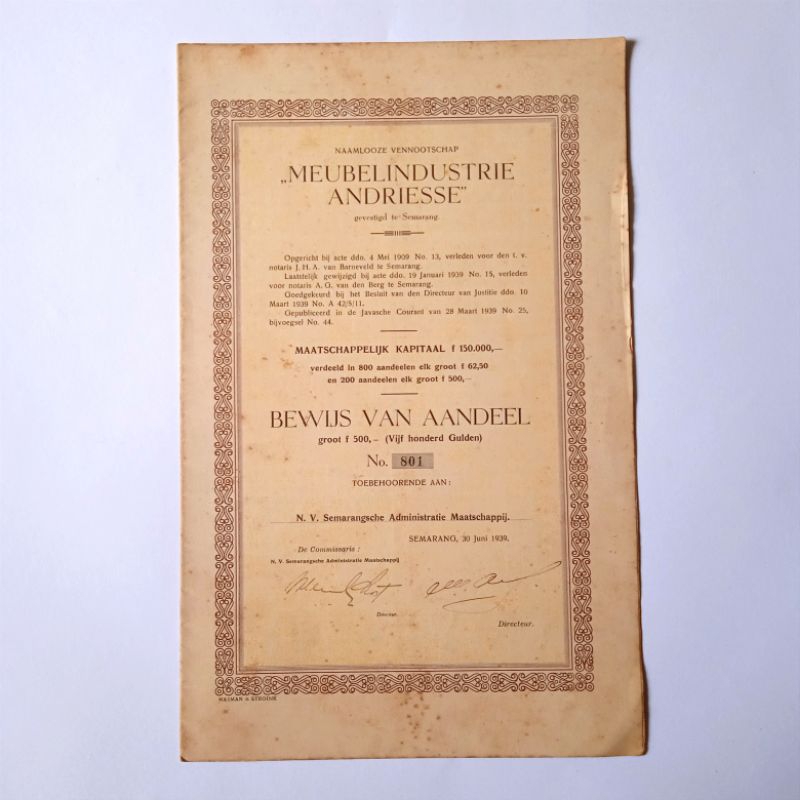 NAAMLOOZE VENNOOTSCHAP
„MEUBELINDUSTRIE
ANDRIESSE”
gevestigd te Semarang.
Opgericht bij acte ddo. 4 Mei 1909 No. 13, verleden voor den t. v.
notaris J. H. A. van Barneveld te Semarang.
Laatstelijk gewijzigd bij acte ddo. 19 Januari 1939 No. 15, verleden
voor notaris A. G. van den Berg te Semarang.
Goedgekeurd bij het Besluit van den Directeur van Justitie ddo. 10
Maart 1939 No. A 42/5/11.
Gepubliceerd in de Javasche Courant van 28 Maart 1939 No. 25,
bijvoegsel No. 44.
MAATSCHAPPELIJK KAPITAAL f 150.000,—
verdeeld in 800 aandeelen elk groot f 62,50
en 200 aandeelen elk groot f 500,—
BEWIJS VAN AANDEEL
groot f 500,— (Vijf honderd Gulden)
No. 801
TOEBEHOORENDE AAN:
N. V. Semarangsche Administratie Maatschappij.
SEMARANG, 30 Juni 1939.
De Commissaris:
N. V. Semarangsche Administratie Maatschappij
Directeur.
Directeur.